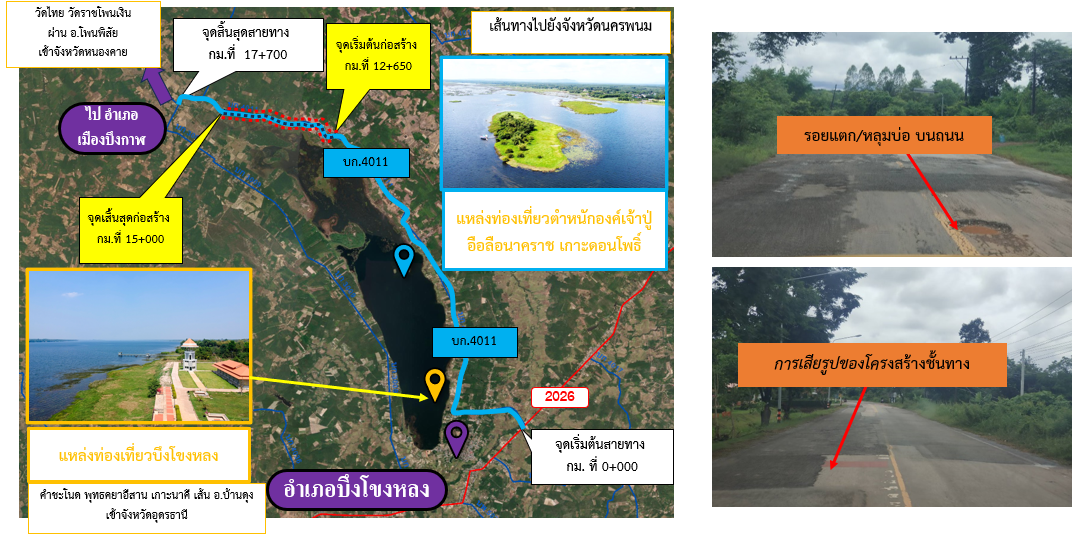 วัดไทย วัดราชโพนเงิน
ผ่าน อ.โพนพิสัย
เข้าจังหวัดหนองคาย
จุดสิ้นสุดสายทาง
กม.ที่ 17+700
จุดเริ่มต้นก่อสร้าง
กม.ที่ 12+650
เส้นทางไปยังจังหวัดนครพนม
ไป อำเภอ
เมืองบึงกาฬ
บก.4011
จุดเส้นสุดก่อสร้าง
กม.ที่ 15+000
แหล่งท่องเที่ยวตำหนักองค์เจ้าปู่
อือลือนาคราช เกาะดอนโพธิ์
บก.4011
2026
แหล่งท่องเที่ยวบึงโขงหลง
จุดเริ่มต้นสายทาง
กม. ที่ 0+000
อำเภอบึงโขงหลง
คำชะโนด พุทธคยาอีสาน เกาะนาคี เส้น อ.บ้านดุง
เข้าจังหวัดอุดรธานี
รอยแตก/หลุมบ่อ บนถนน
การเสียรูปของโครงสร้างชั้นทาง